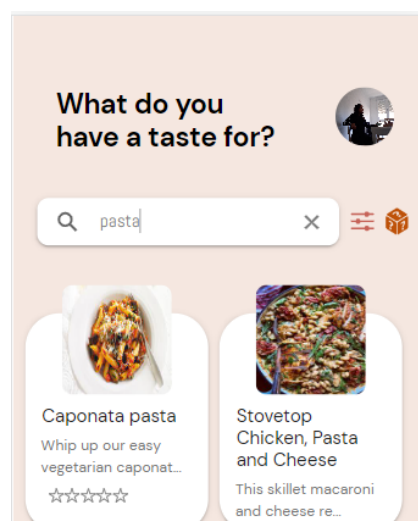 What do you
have a taste for?
pasta
Caponata pasta
Whip up our easy
vegetarian caponat...
Stovetop
Chicken, Pasta
and Cheese
This skillet macaroni
and cheese re...